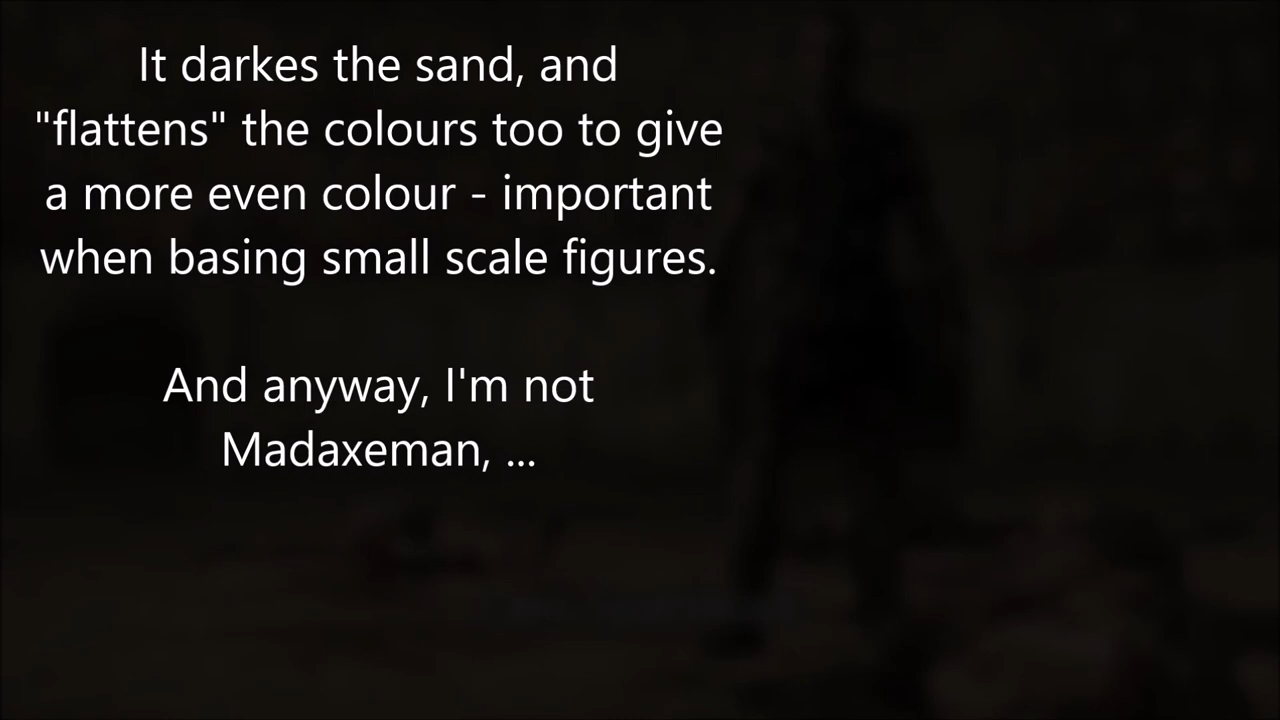 It darkes the sand, and
"flattens" the colours too to give
a more even colour - important
when basing small scale figures.
And anyway, I'm not
Madaxeman, ...